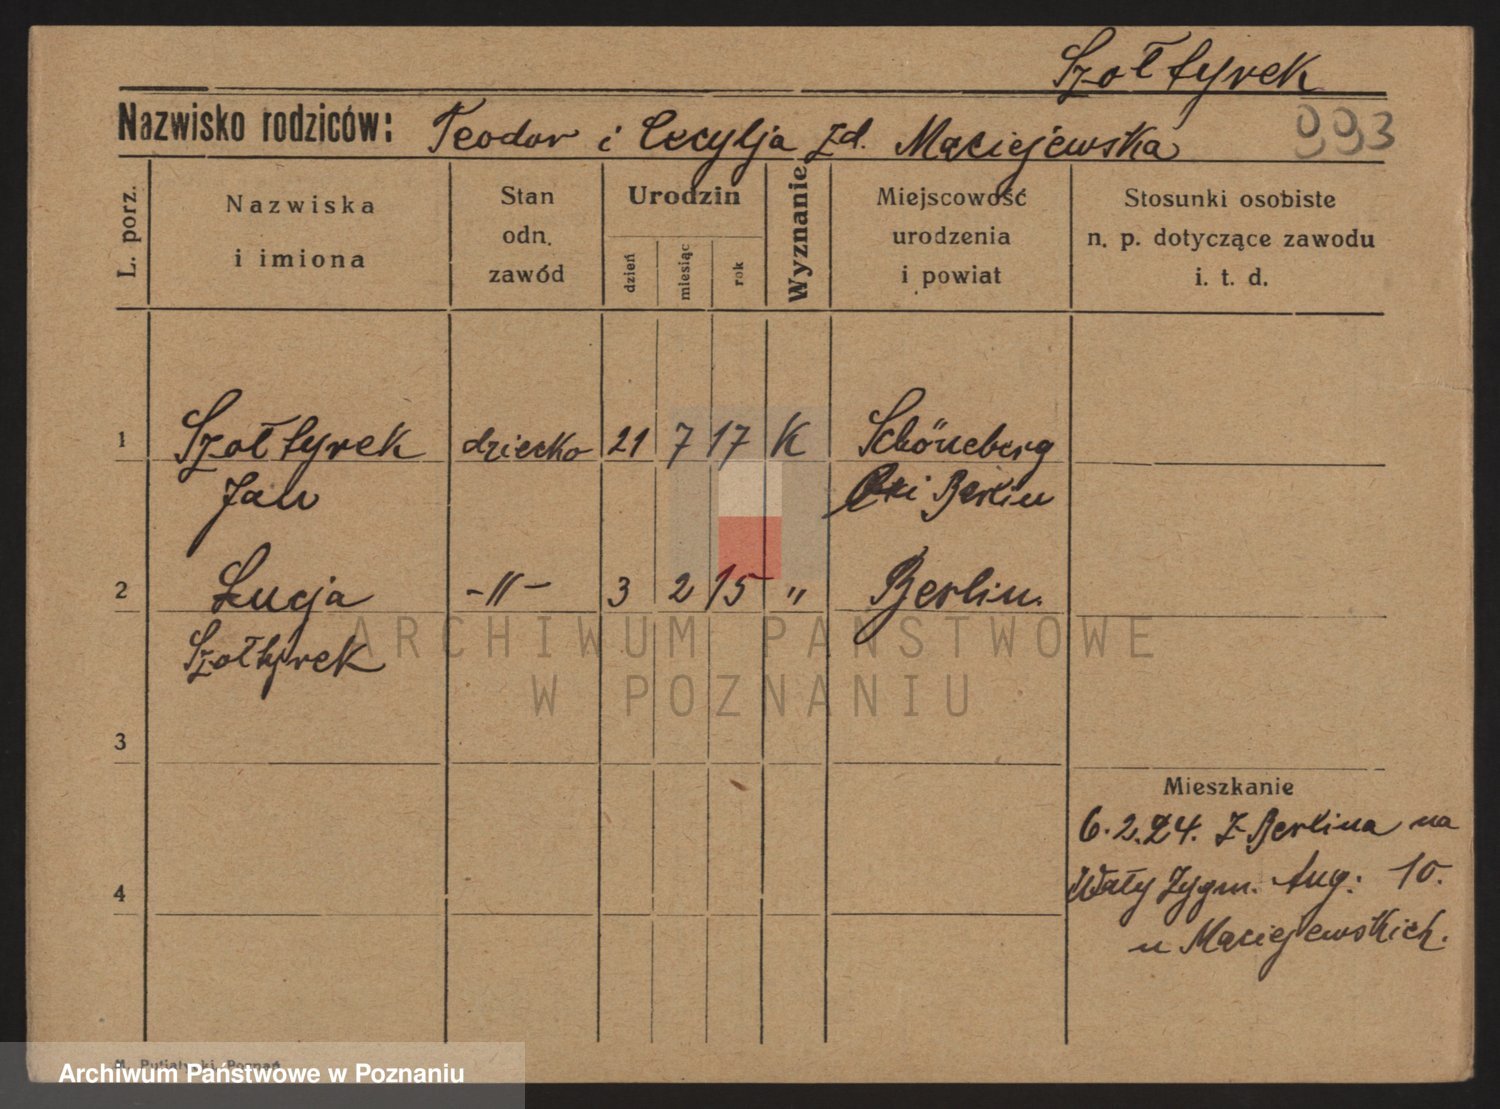 Szołtyrek
Nazwisko rodziców: Teodor i Cecylja zd. Maciejewska 993
L. porz.
Nazwiska
i imiona
Stan
odn.
zawód
Urodzin
dzień
miesiąc
rok
Wyznanie
Miejscowość
urodzenia
i powiat
Stosunki osobiste
n. p. dotyczące zawodu
i. t. d.
1 Szołtyrek dziecko 21 7 17 K Schöneberg
Jan Berlin
2 Łucja -〃- 3 2 15 〃 Berlin.
Szołtyrek
3
Mieszkanie
6.2.24. Z Berlina na
4 Wały Zygm. Aug: 10.
u Maciejewskich.
ARCHIWUM PAŃSTWOWE
W POZNANIU
Archiwum Państwowe w Poznaniu